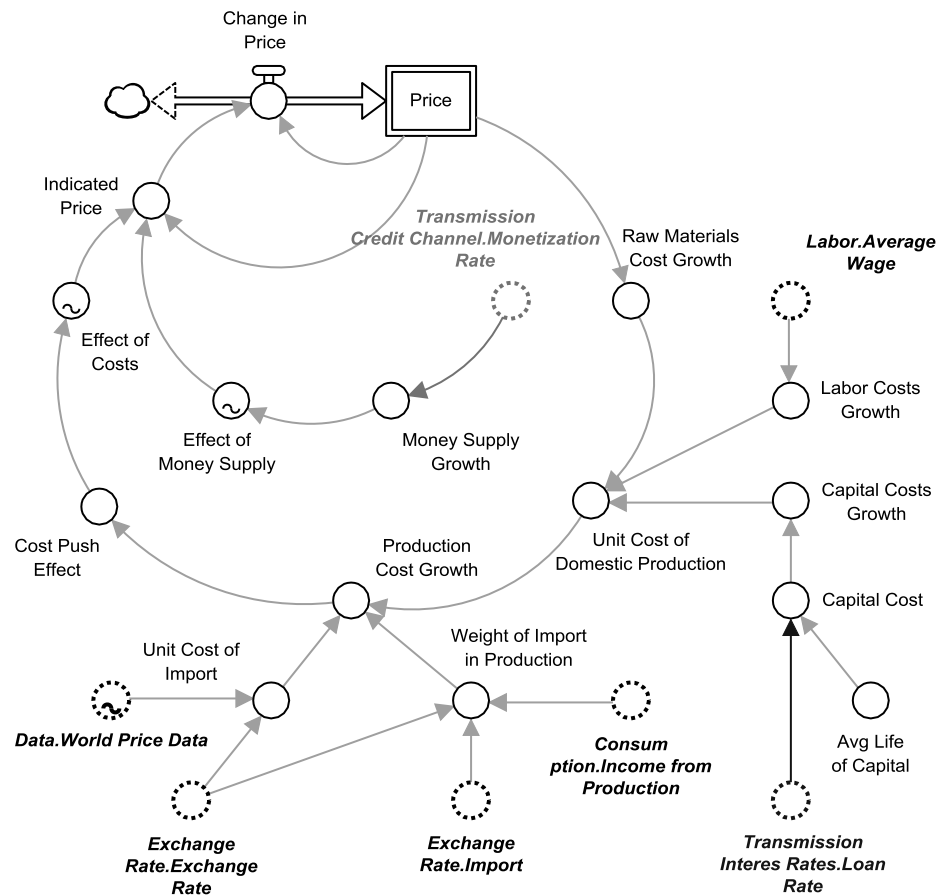 Change in
Price
Price
Indicated
Price
Transmission
Credit Channel.Monetization
Rate
Raw Materials
Cost Growth
Labor.Average
Wage
Effect of
Costs
Labor Costs
Growth
Effect of
Money Supply
Money Supply
Growth
Capital Costs
Growth
Cost Push
Effect
Production
Cost Growth
Unit Cost of
Domestic Production
Capital Cost
Unit Cost of
Import
Weight of Import
in Production
Data.World Price Data
Consum
ption.Income from
Production
Avg Life
of Capital
Exchange
Rate.Exchange
Rate
Exchange
Rate.Import
Transmission
Interes Rates.Loan
Rate